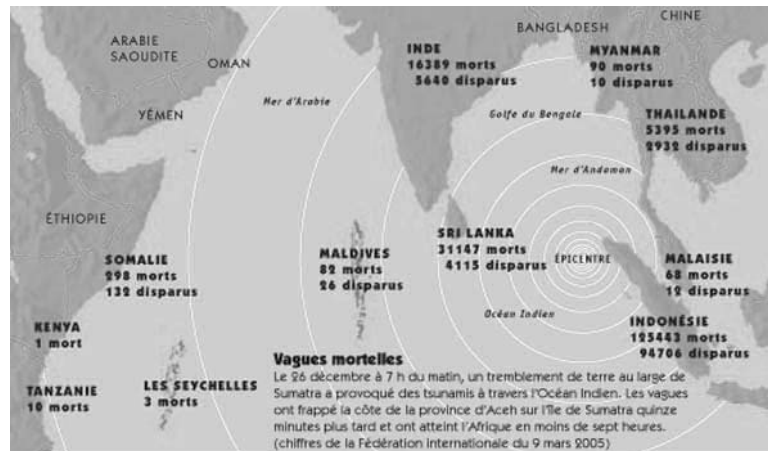 CHINE
BANGLADESH
ARABIE
SAOUDITE
OMAN
INDE
16389 morts
5640 disparus
MYANMAR
90 morts
10 disparus
Mer d'Arabie
YÉMEN
Golfe du Bengale
THAILANDE
5395 morts
2932 disparus
Mer d'Andaman
ÉTHIOPIE
SOMALIE
298 morts
132 disparus
MALDIVES
82 morts
26 disparus
SRI LANKA
31147 morts
4115 disparus
ÉPICENTRE
MALAISIE
68 morts
12 disparus
Océan Indien
INDONÉSIE
125443 morts
94706 disparus
KENYA
1 mort
TANZANIE
10 morts
LES SEYCHELLES
3 morts
Vagues mortelles
Le 26 décembre à 7 h du matin, un tremblement de terre au large de
Sumatra a provoqué des tsunamis à travers l'Océan Indien. Les vagues
ont frappé la côte de la province d'Aceh sur l'île de Sumatra quinze
minutes plus tard et ont atteint l'Afrique en moins de sept heures.
(chiffres de la Fédération internationale du 9 mars 2005)